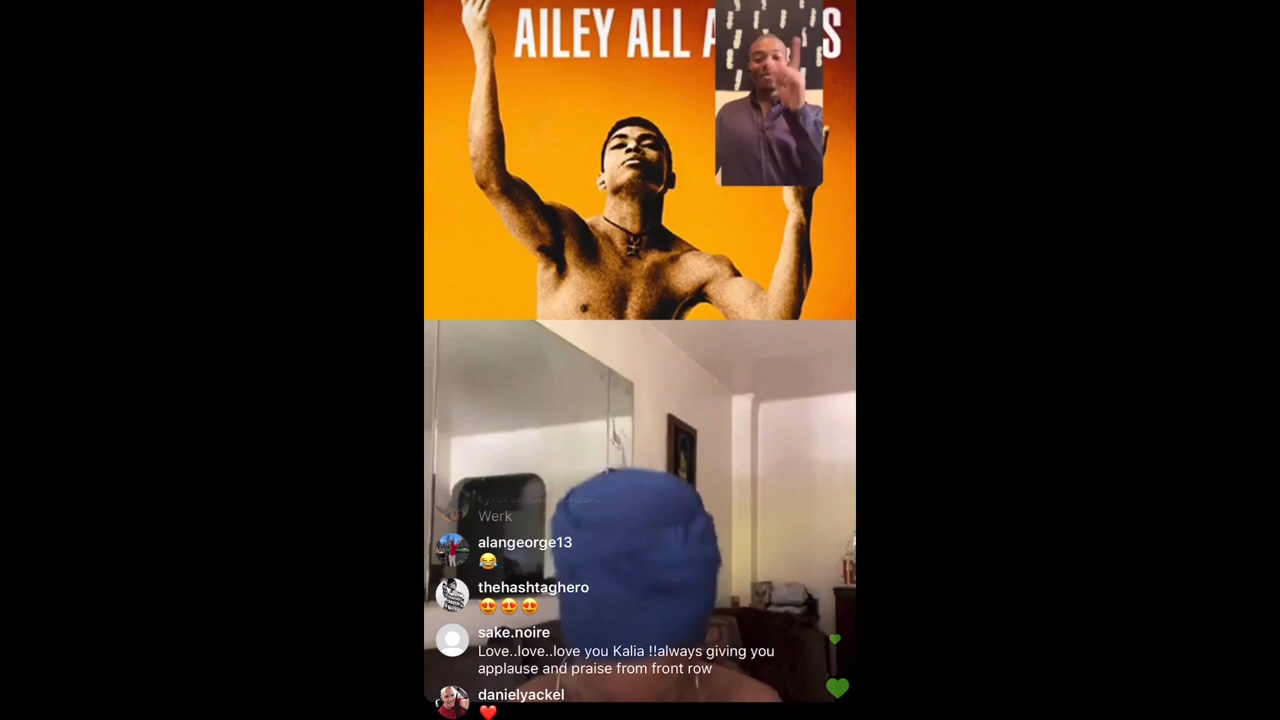 AILEY ALL A S
Werk
alangeorge13
😂
thehashtaghero
😍😍😍
sake.noire
Love..love..love you Kalia !!always giving you
applause and praise from front row
danielyackel
❤️